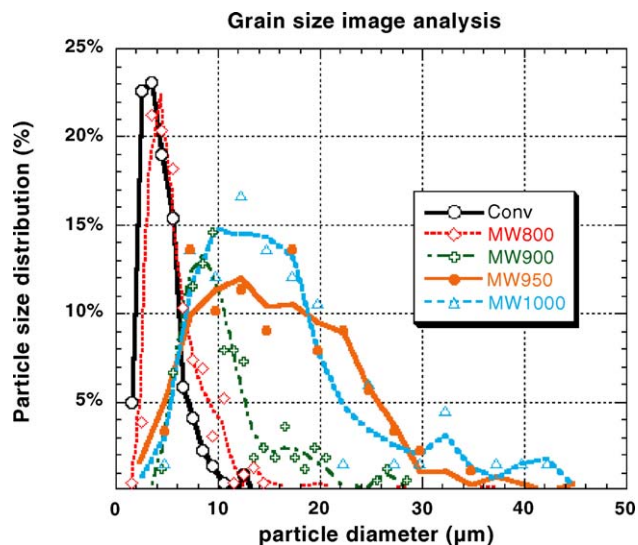 Grain size image analysis
25%
20%
15%
10%
5%
Particle size distribution (%)
Conv
MW800
MW900
MW950
MW1000
0 10 20 30 40 50
particle diameter (µm)